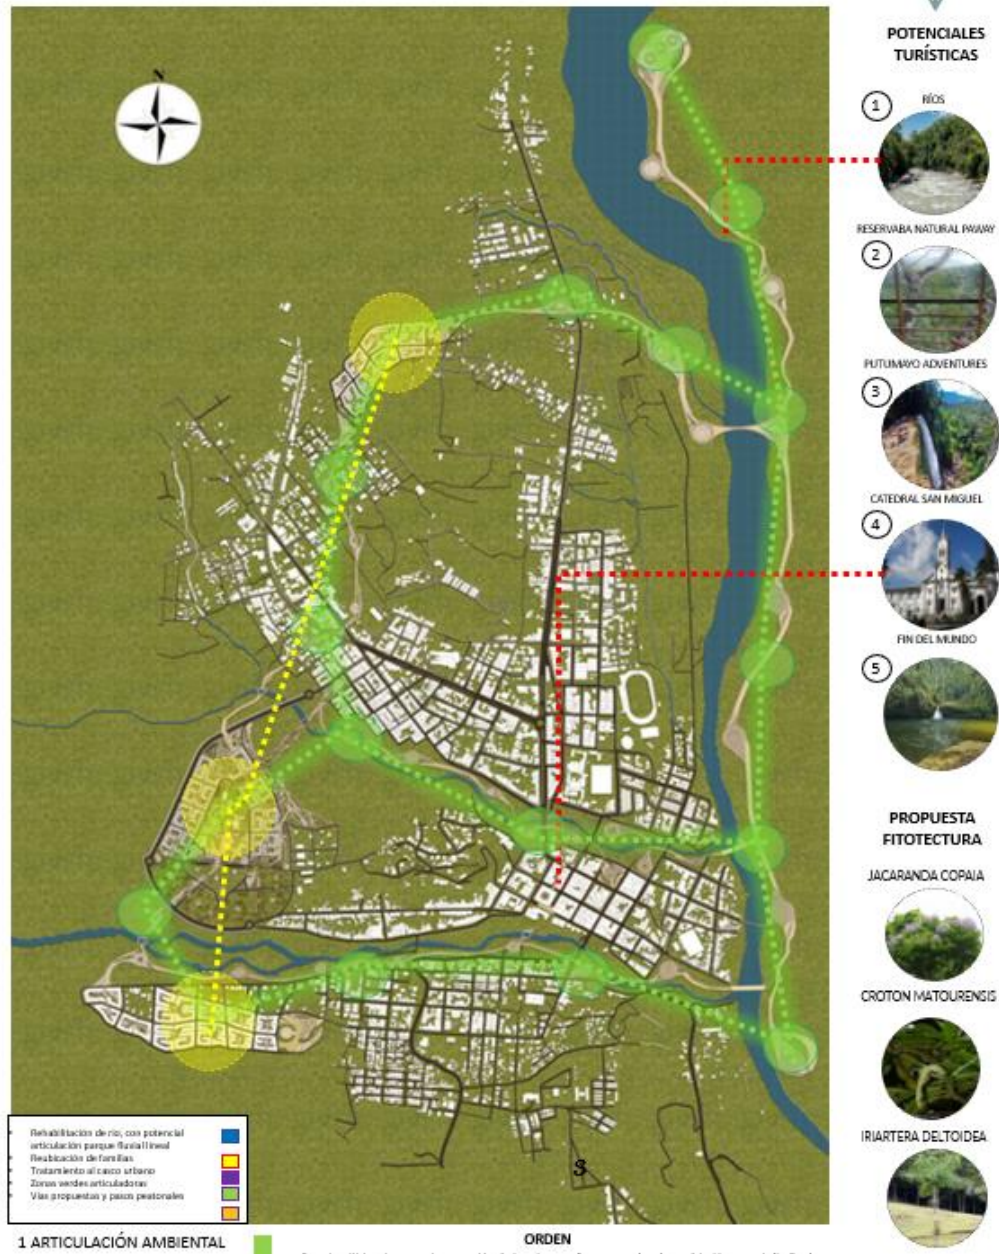 POTENCIALES
TURÍSTICAS
1
RÍOS
RESERVABA NATURAL PAWAY
2
PUTUMAYO ADVENTURES
3
CATEDRAL SAN MIGUEL
4
FIN DEL MUNDO
5
PROPUESTA
FITOTECTURA
JACARANDA COPAIA
CROTON MATOURENSIS
IRIARTERA DELTOIDEA
N
S
Rehabilitación de rio, con potencial
articulación parque fluvial lineal
Reubicación de familias
Tratamiento al casco urbano
Zonas verdes articuladoras
Vías propuestas y pasos peatonales
1 ARTICULACIÓN AMBIENTAL
ORDEN